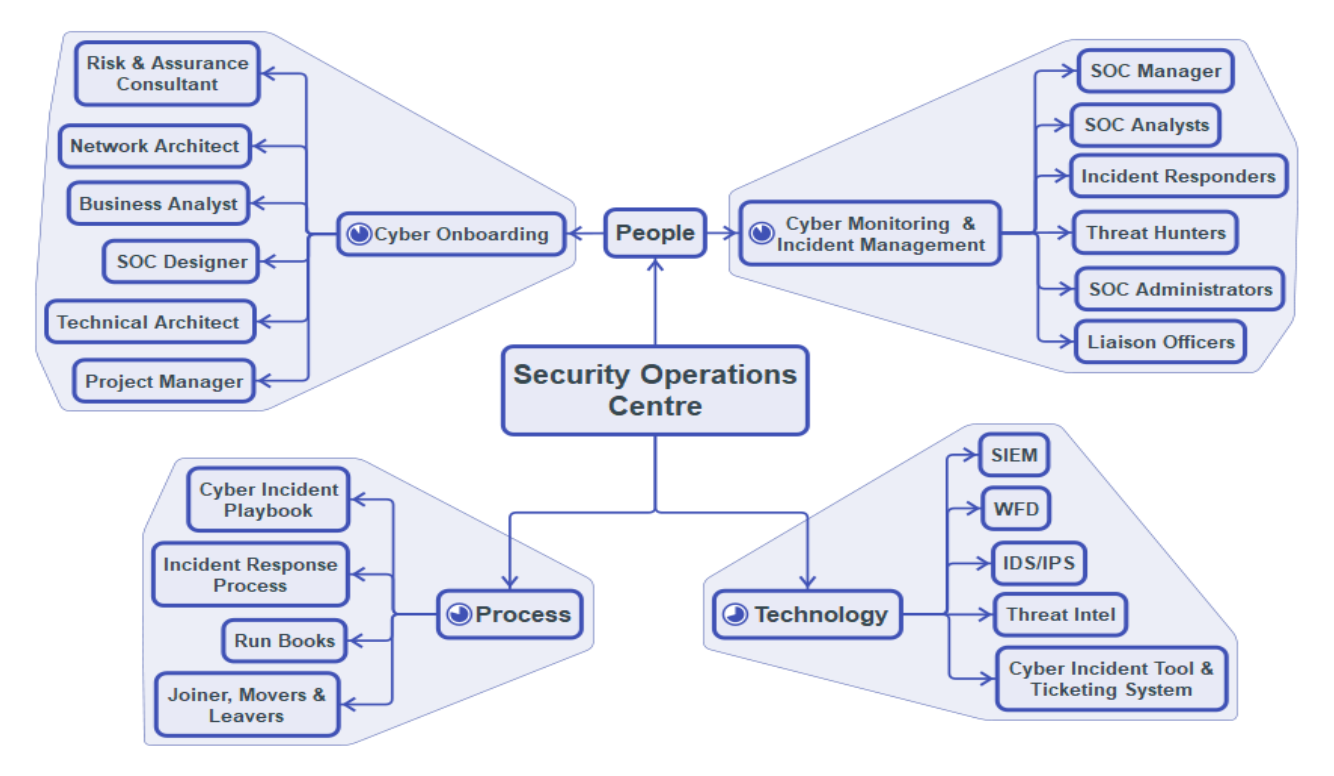 Risk & Assurance
Consultant
Network Architect
Business Analyst
SOC Designer
Technical Architect
Project Manager
Cyber Onboarding
People
Cyber Monitoring &
Incident Management
SOC Manager
SOC Analysts
Incident Responders
Threat Hunters
SOC Administrators
Liaison Officers
Security Operations
Centre
Cyber Incident
Playbook
Incident Response
Process
Run Books
Joiner, Movers &
Leavers
Process
Technology
SIEM
WFD
IDS/IPS
Threat Intel
Cyber Incident Tool &
Ticketing System